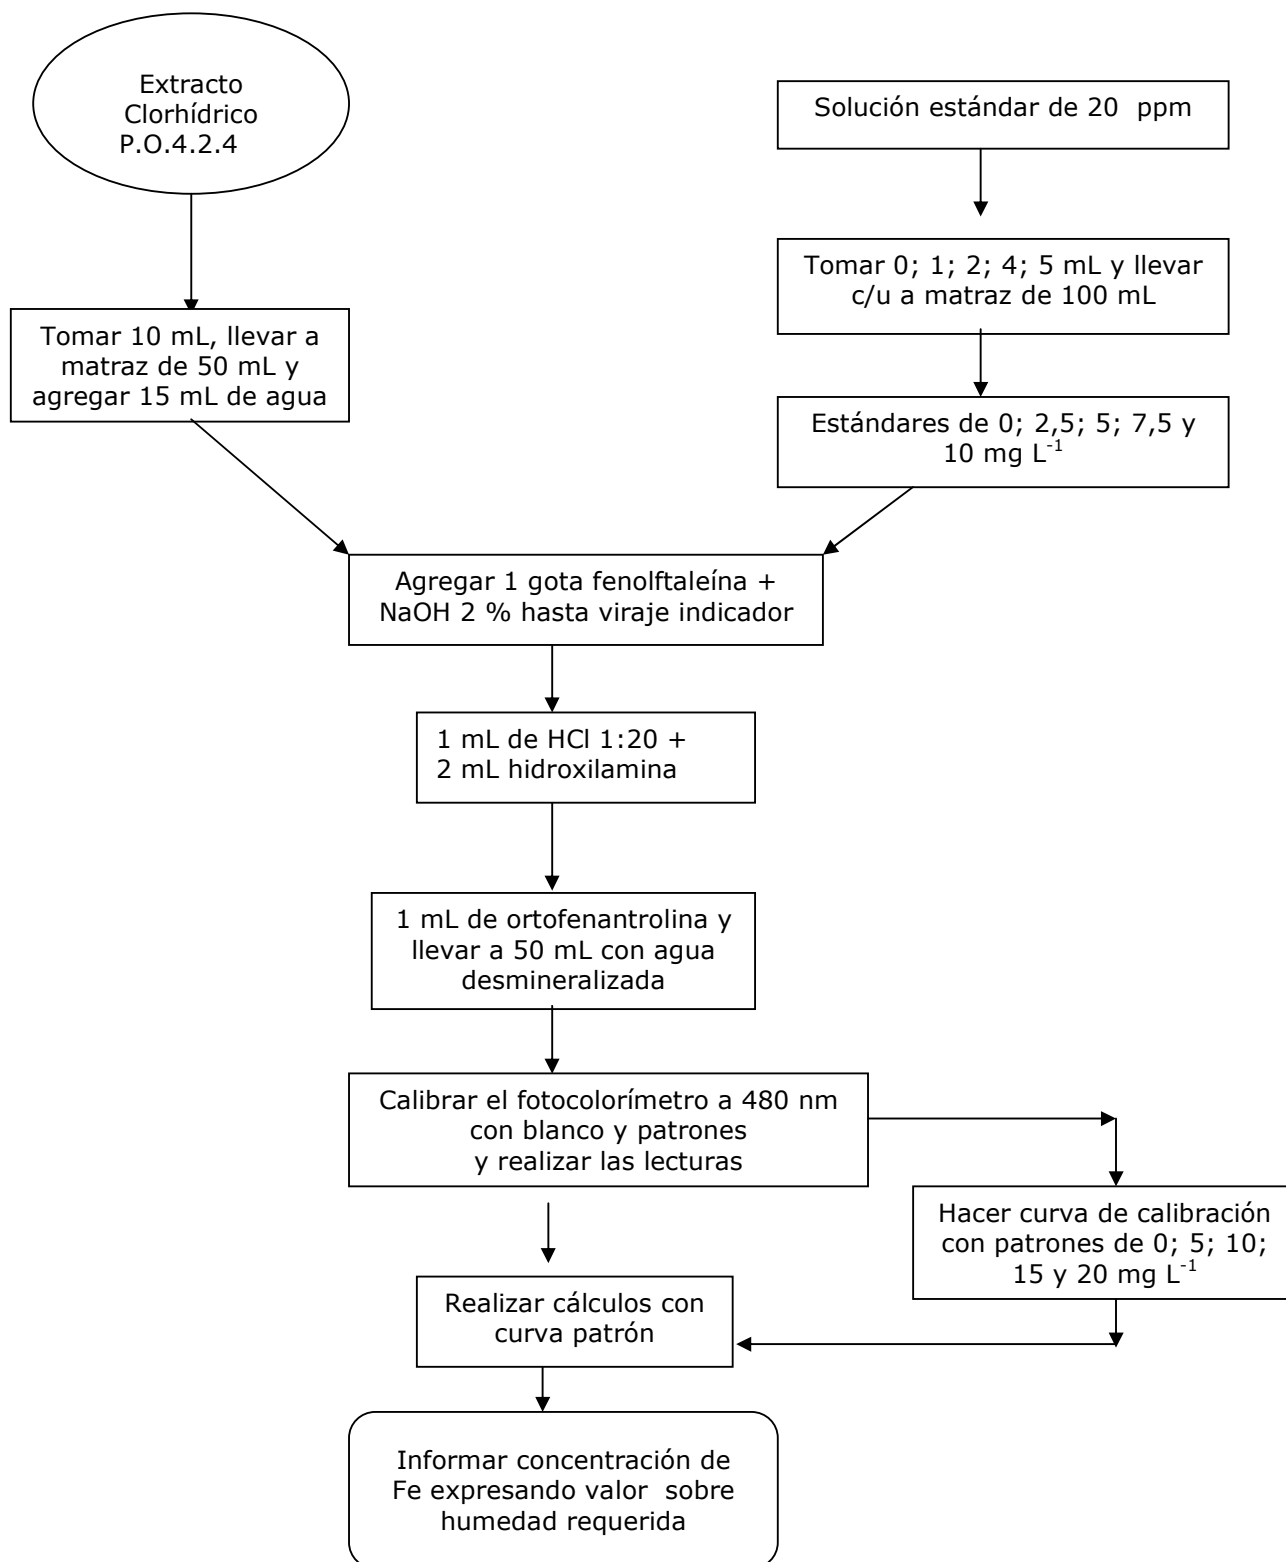 Extracto
Clorhídrico
P.O.4.2.4
Solución estándar de 20 ppm
Tomar 0; 1; 2; 4; 5 mL y llevar
c/u a matraz de 100 mL
Tomar 10 mL, llevar a
matraz de 50 mL y
agregar 15 mL de agua
Estándares de 0; 2,5; 5; 7,5 y
10 mg L⁻¹
Agregar 1 gota fenolftaleína +
NaOH 2 % hasta viraje indicador
1 mL de HCl 1:20 +
2 mL hidroxilamina
1 mL de ortofenantrolina y
llevar a 50 mL con agua
desmineralizada
Calibrar el fotocolorímetro a 480 nm
con blanco y patrones
y realizar las lecturas
Hacer curva de calibración
con patrones de 0; 5; 10;
15 y 20 mg L⁻¹
Realizar cálculos con
curva patrón
Informar concentración de
Fe expresando valor sobre
humedad requerida